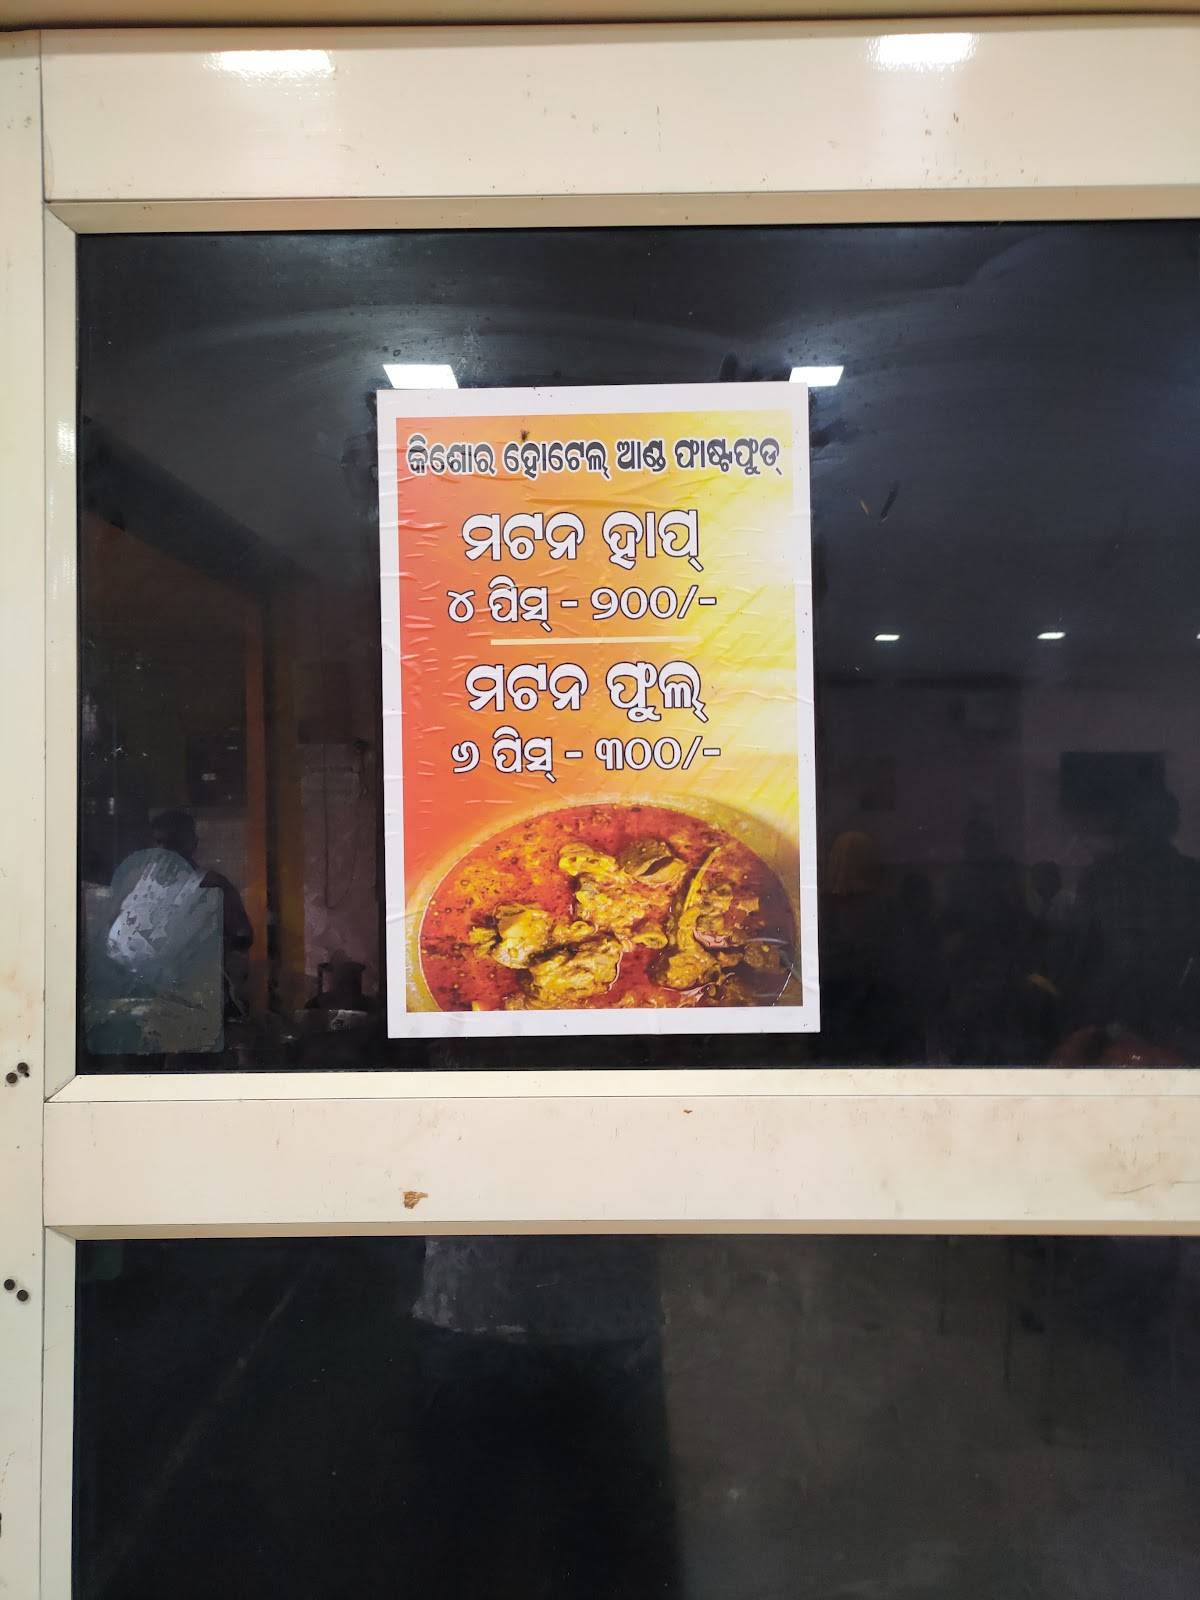 କିଶୋର ହୋଟେଲ୍ ଆଣ୍ଡ ଫାଷ୍ଟଫୁଡ୍
ମଟନ ହାପ୍
୪ ପିସ୍ - ୨୦୦/-
ମଟନ ଫୁଲ୍
୬ ପିସ୍ - ୩୦୦/-